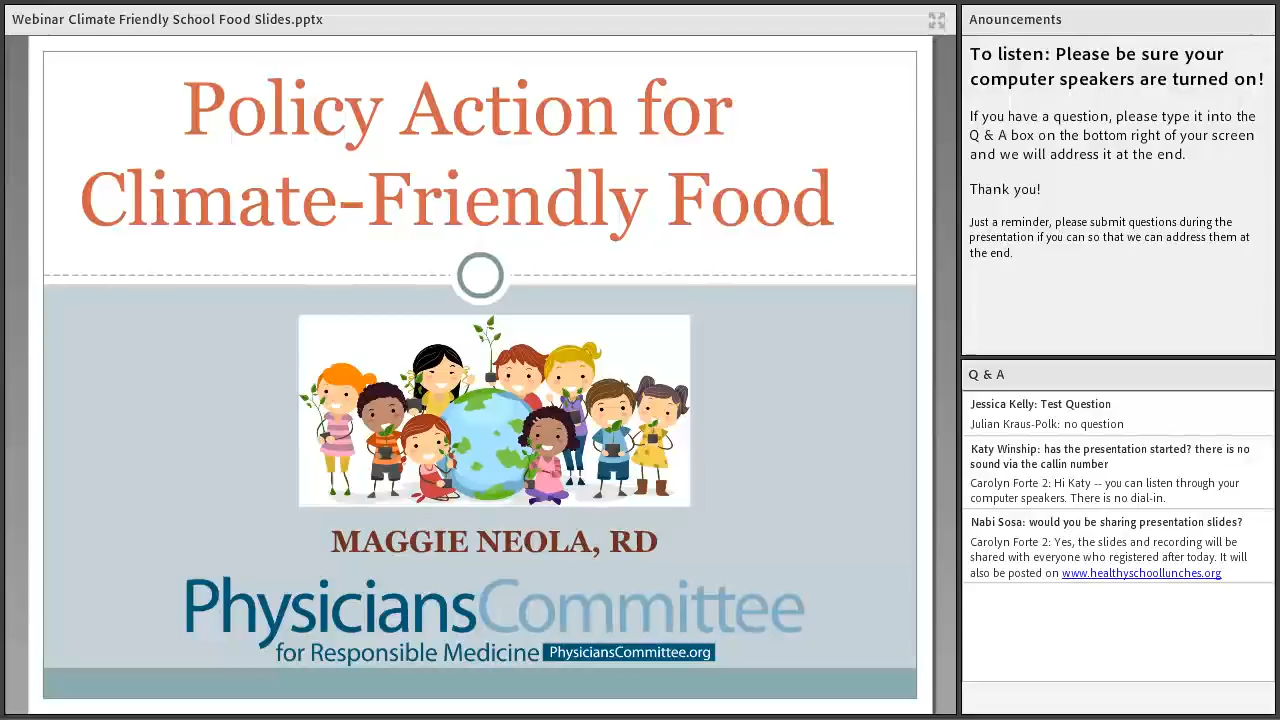 Webinar Climate Friendly School Food Slides.pptx
Policy Action for
Climate-Friendly Food
MAGGIE NEOLA, RD
PhysiciansCommittee
for Responsible Medicine PhysiciansCommittee.org
Anouncements
To listen: Please be sure your
computer speakers are turned on!
If you have a question, please type it into the
Q & A box on the bottom right of your screen
and we will address it at the end.
Thank you!
Just a reminder, please submit questions during the
presentation if you can so that we can address them at
the end.
Q & A
Jessica Kelly: Test Question
Julian Kraus-Polk: no question
Katy Winship: has the presentation started? there is no
sound via the callin number
Carolyn Forte 2: Hi Katy -- you can listen through your
computer speakers. There is no dial-in.
Nabi Sosa: would you be sharing presentation slides?
Carolyn Forte 2: Yes, the slides and recording will be
shared with everyone who registered after today. It will
also be posted on www.healthyschoollunches.org